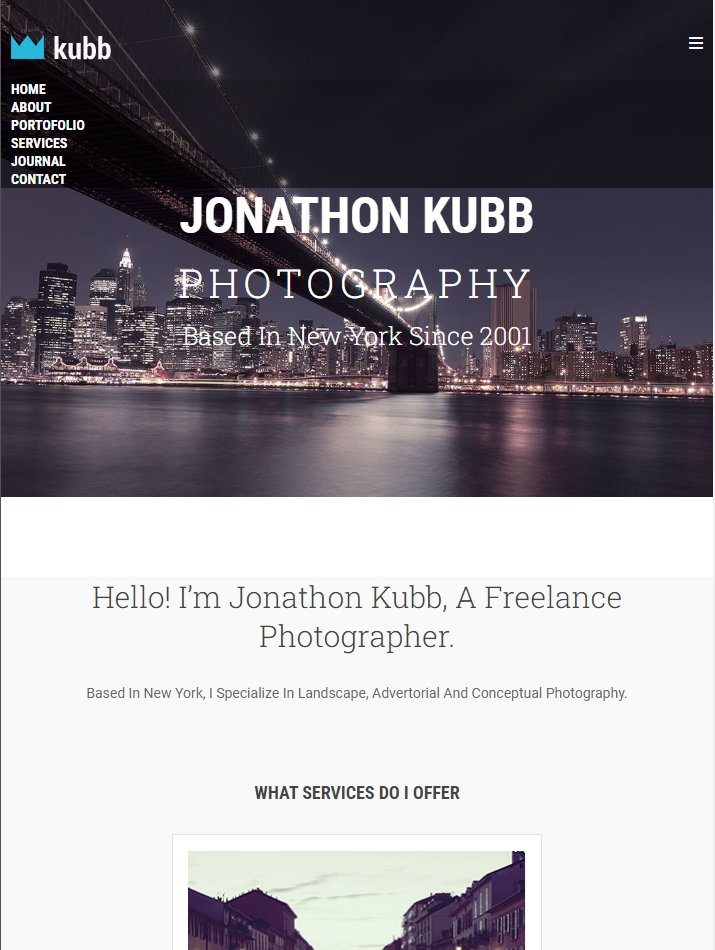 kubb
HOME
ABOUT
PORTOFOLIO
SERVICES
JOURNAL
CONTACT
JONATHON KUBB
PHOTOGRAPHY
Based In New York Since 2001
Hello! I’m Jonathon Kubb, A Freelance
Photographer.
Based In New York, I Specialize In Landscape, Advertorial And Conceptual Photography.
WHAT SERVICES DO I OFFER